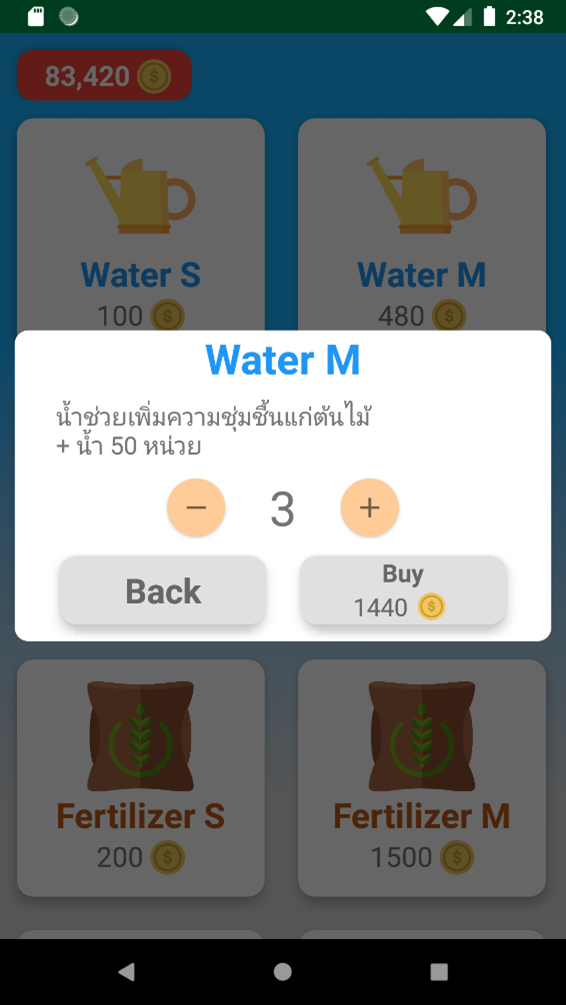 2:38
83,420
Water S
Water M
100
480
Water M
น้ำช่วยเพิ่มความชุ่มชื้นแก่ต้นไม้
+ น้ำ 50 หน่วย
− 3 +
Back
Buy
1440
Fertilizer S
Fertilizer M
200
1500